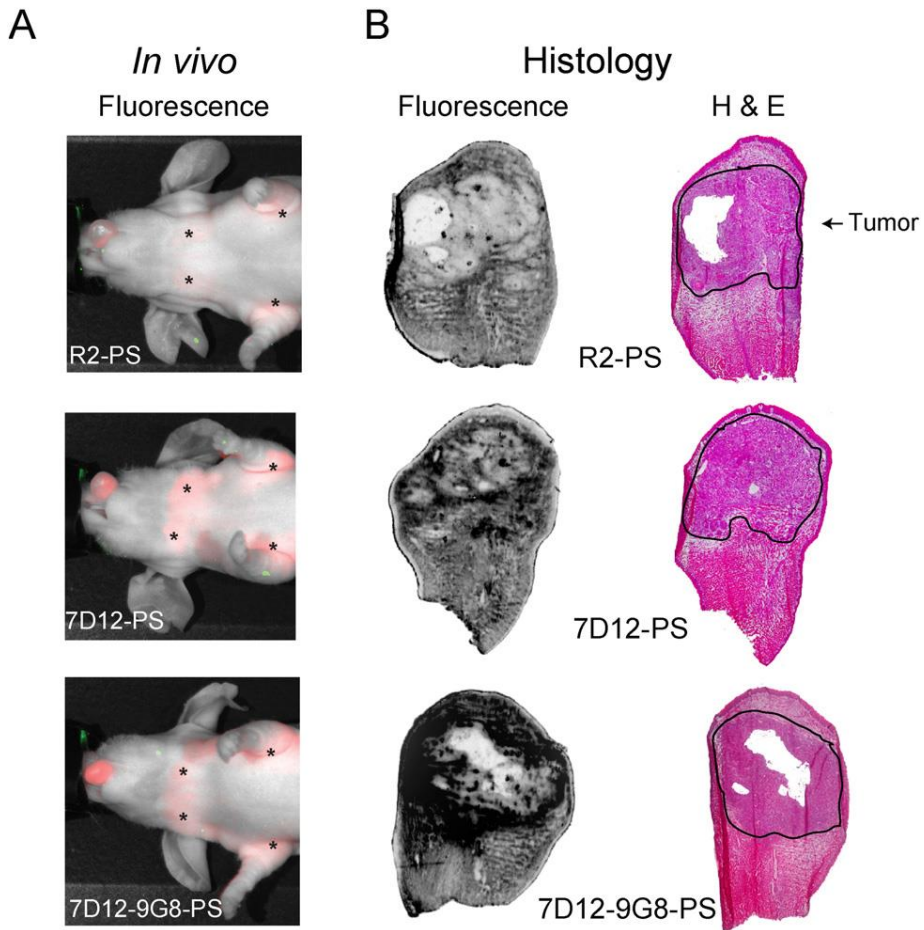 A
B
In vivo
Histology
Fluorescence
Fluorescence
H & E
Tumor
R2-PS
R2-PS
7D12-PS
7D12-PS
7D12-9G8-PS
7D12-9G8-PS
* * * *
* * * *
* * *